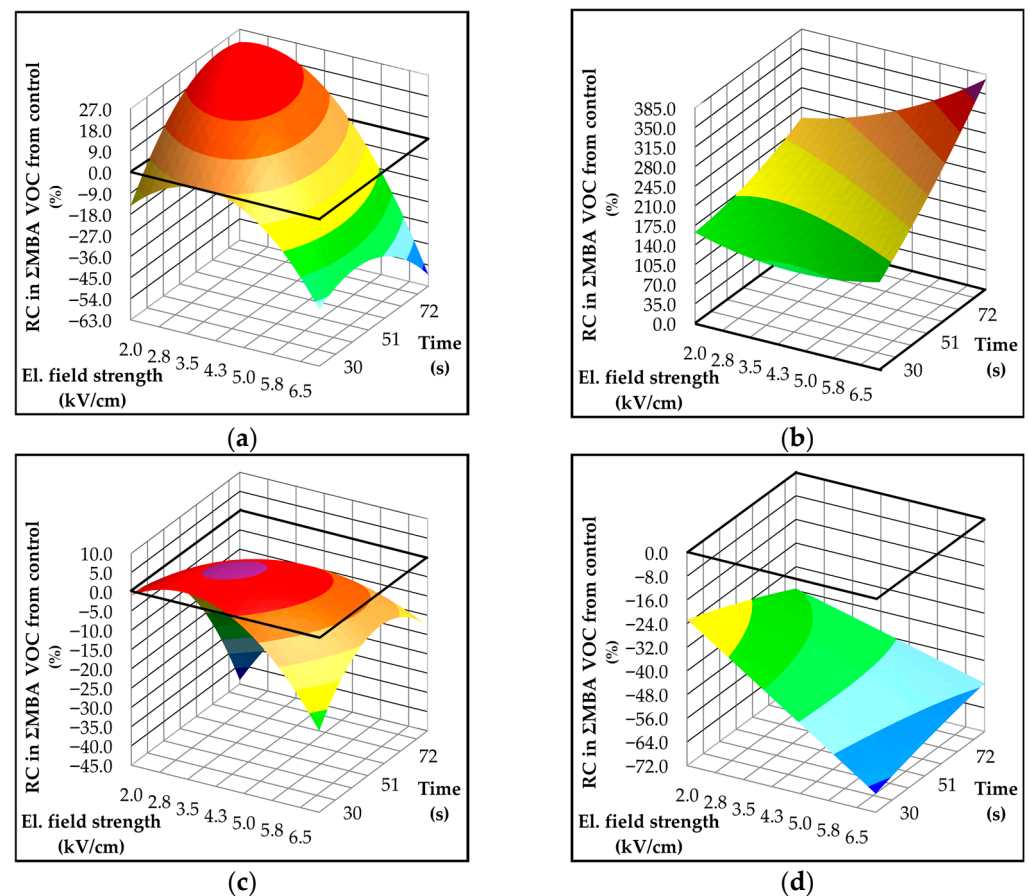 RC in ΣMBA VOC from control
(%)
27.0
18.0
9.0
0.0
−9.0
−18.0
−27.0
−36.0
−45.0
−54.0
−63.0
2.0 2.8 3.5 4.3 5.0 5.8 6.5
El. field strength
(kV/cm)
30 51 72
Time
(s)
(a)
RC in ΣMBA VOC from control
(%)
385.0
350.0
315.0
280.0
245.0
210.0
175.0
140.0
105.0
70.0
35.0
0.0
2.0 2.8 3.5 4.3 5.0 5.8 6.5
El. field strength
(kV/cm)
30 51 72
Time
(s)
(b)
RC in ΣMBA VOC from control
(%)
10.0
5.0
0.0
−5.0
−10.0
−15.0
−20.0
−25.0
−30.0
−35.0
−40.0
−45.0
2.0 2.8 3.5 4.3 5.0 5.8 6.5
El. field strength
(kV/cm)
30 51 72
Time
(s)
(c)
RC in ΣMBA VOC from control
(%)
0.0
−8.0
−16.0
−24.0
−32.0
−40.0
−48.0
−56.0
−64.0
−72.0
2.0 2.8 3.5 4.3 5.0 5.8 6.5
El. field strength
(kV/cm)
30 51 72
Time
(s)
(d)